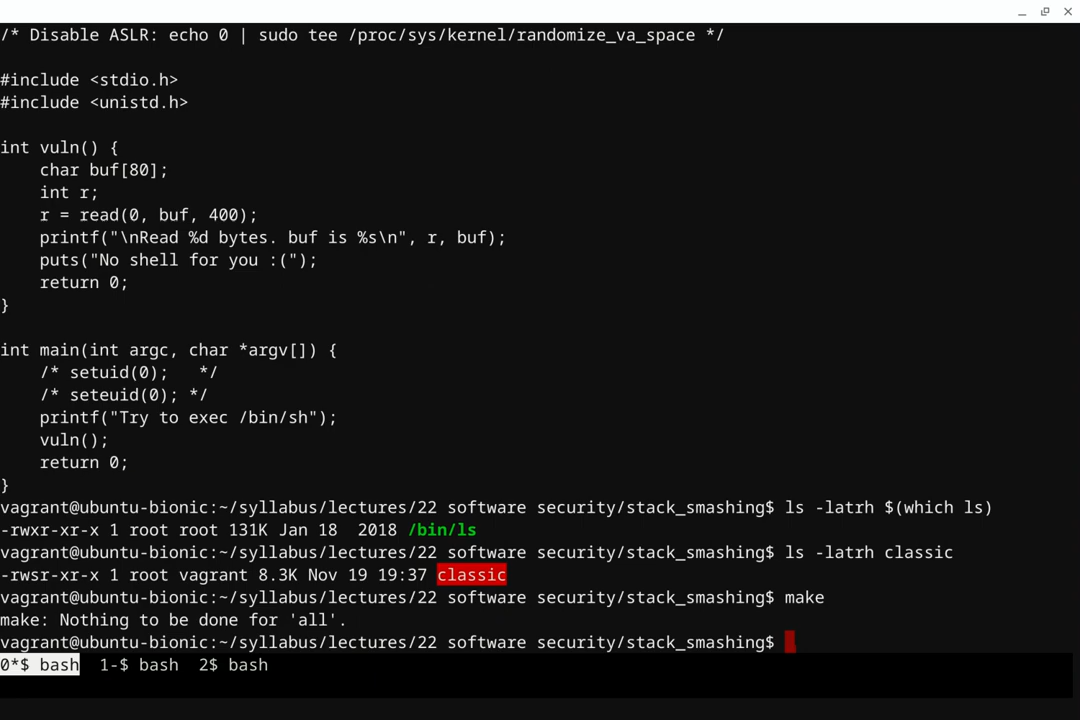 /* Disable ASLR: echo 0 | sudo tee /proc/sys/kernel/randomize_va_space */
#include <stdio.h>
#include <unistd.h>
int vuln() {
    char buf[80];
    int r;
    r = read(0, buf, 400);
    printf("\nRead %d bytes. buf is %s\n", r, buf);
    puts("No shell for you :(");
    return 0;
}
int main(int argc, char *argv[]) {
    /* setuid(0);   */
    /* seteuid(0); */
    printf("Try to exec /bin/sh");
    vuln();
    return 0;
}
vagrant@ubuntu-bionic:~/syllabus/lectures/22 software security/stack_smashing$ ls -latrh $(which ls)
-rwxr-xr-x 1 root root 131K Jan 18  2018 /bin/ls
vagrant@ubuntu-bionic:~/syllabus/lectures/22 software security/stack_smashing$ ls -latrh classic
-rwsr-xr-x 1 root vagrant 8.3K Nov 19 19:37 classic
vagrant@ubuntu-bionic:~/syllabus/lectures/22 software security/stack_smashing$ make
make: Nothing to be done for 'all'.
vagrant@ubuntu-bionic:~/syllabus/lectures/22 software security/stack_smashing$
0*$ bash  1-$ bash  2$ bash